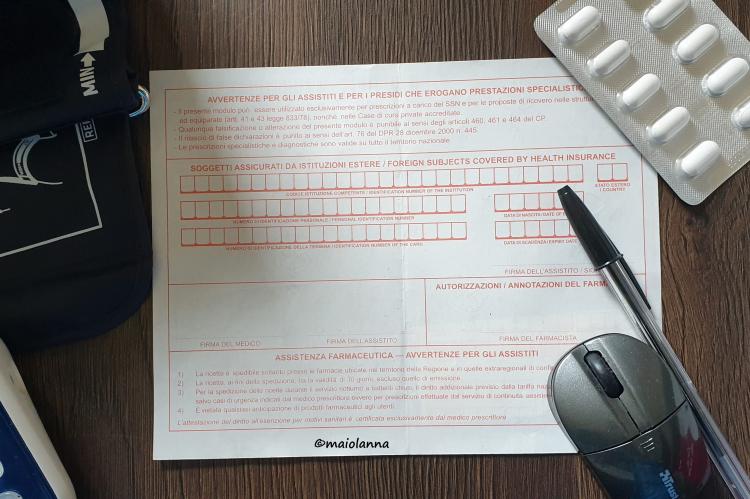 MIN
AVVERTENZE PER GLI ASSISTITI E PER I PRESIDI CHE EROGANO PRESTAZIONI SPECIALISTIC
- Il presente modulo può essere utilizzato esclusivamente per prescrizioni a carico del SSN e per le proposte di ricovero nelle struttur
ad equiparate (art. 41 e 43 legge 833/78), nonché, nelle Case di cura private accreditate.
- Qualunque falsificazione o alterazione del presente modulo è punibile ai sensi degli articoli 460, 461 e 464 del CP.
- Il rilascio di false dichiarazioni è punito ai sensi dell'art. 76 del DPR 28 dicembre 2000 n. 445.
- Le prescrizioni specialistiche e diagnostiche sono valide su tutto il territorio nazionale.
SOGGETTI ASSICURATI DA ISTITUZIONI ESTERE / FOREIGN SUBJECTS COVERED BY HEALTH INSURANCE
CODICE ISTITUZIONE COMPETENTE / IDENTIFICATION NUMBER OF THE INSTITUTION
STATO ESTERO
/ COUNTRY
NUMERO DI IDENTIFICAZIONE PERSONALE / PERSONAL IDENTIFICATION NUMBER
DATA DI NASCITA / DATE OF
NUMERO DI IDENTIFICAZIONE DELLA TESSERA / IDENTIFICATION NUMBER OF THE CARD
DATA DI SCADENZA / EXPIRY DATE
FIRMA DELL'ASSISTITO / SI
AUTORIZZAZIONI / ANNOTAZIONI DEL FARM
FIRMA DEL MEDICO
FIRMA DELL'ASSISTITO
FIRMA DEL FARMACISTA
ASSISTENZA FARMACEUTICA — AVVERTENZE PER GLI ASSISTITI
1) La ricetta è spedibile soltanto presso le farmacie ubicate nel territorio della Regione e in quelle extraregionali di confi
2) La ricetta, ai fini della spedizione, ha la validità di 30 giorni, escluso quello di emissione.
3) Per la spedizione delle ricette durante il servizio notturno a battenti chiusi, il diritto addizionale previsto dalla tariffa naz
salvo casi di urgenza indicati dal medico prescrittore ovvero per prescrizioni effettuate dal servizio di continuità assist
4) È vietata qualsiasi anticipazione di prodotti farmaceutici agli utenti.
L'attestazione del diritto all'esenzione per motivi sanitari è certificata esclusivamente dal medico prescrittore
Trust
©maiolanna